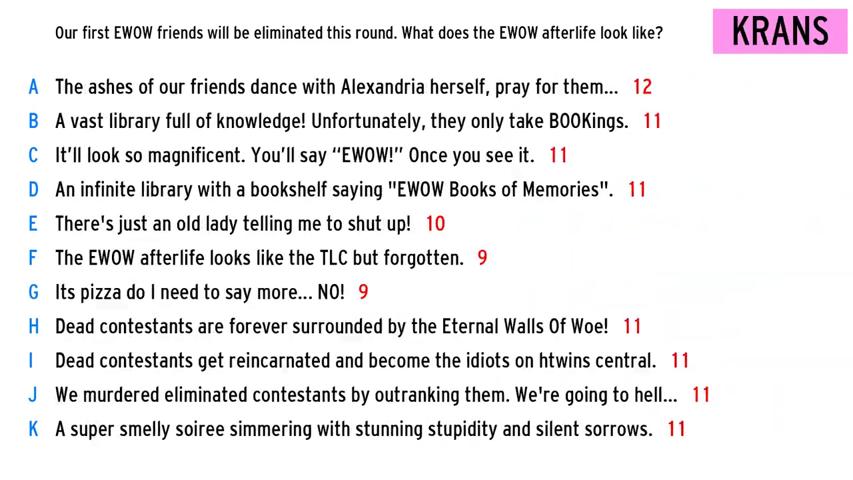 Our first EWOW friends will be eliminated this round. What does the EWOW afterlife look like?
KRANS
A The ashes of our friends dance with Alexandria herself, pray for them... 12
B A vast library full of knowledge! Unfortunately, they only take BOOKings. 11
C It'll look so magnificent. You'll say “EWOW!” Once you see it. 11
D An infinite library with a bookshelf saying "EWOW Books of Memories". 11
E There's just an old lady telling me to shut up! 10
F The EWOW afterlife looks like the TLC but forgotten. 9
G Its pizza do I need to say more... NO! 9
H Dead contestants are forever surrounded by the Eternal Walls Of Woe! 11
I Dead contestants get reincarnated and become the idiots on htwins central. 11
J We murdered eliminated contestants by outranking them. We're going to hell... 11
K A super smelly soiree simmering with stunning stupidity and silent sorrows. 11